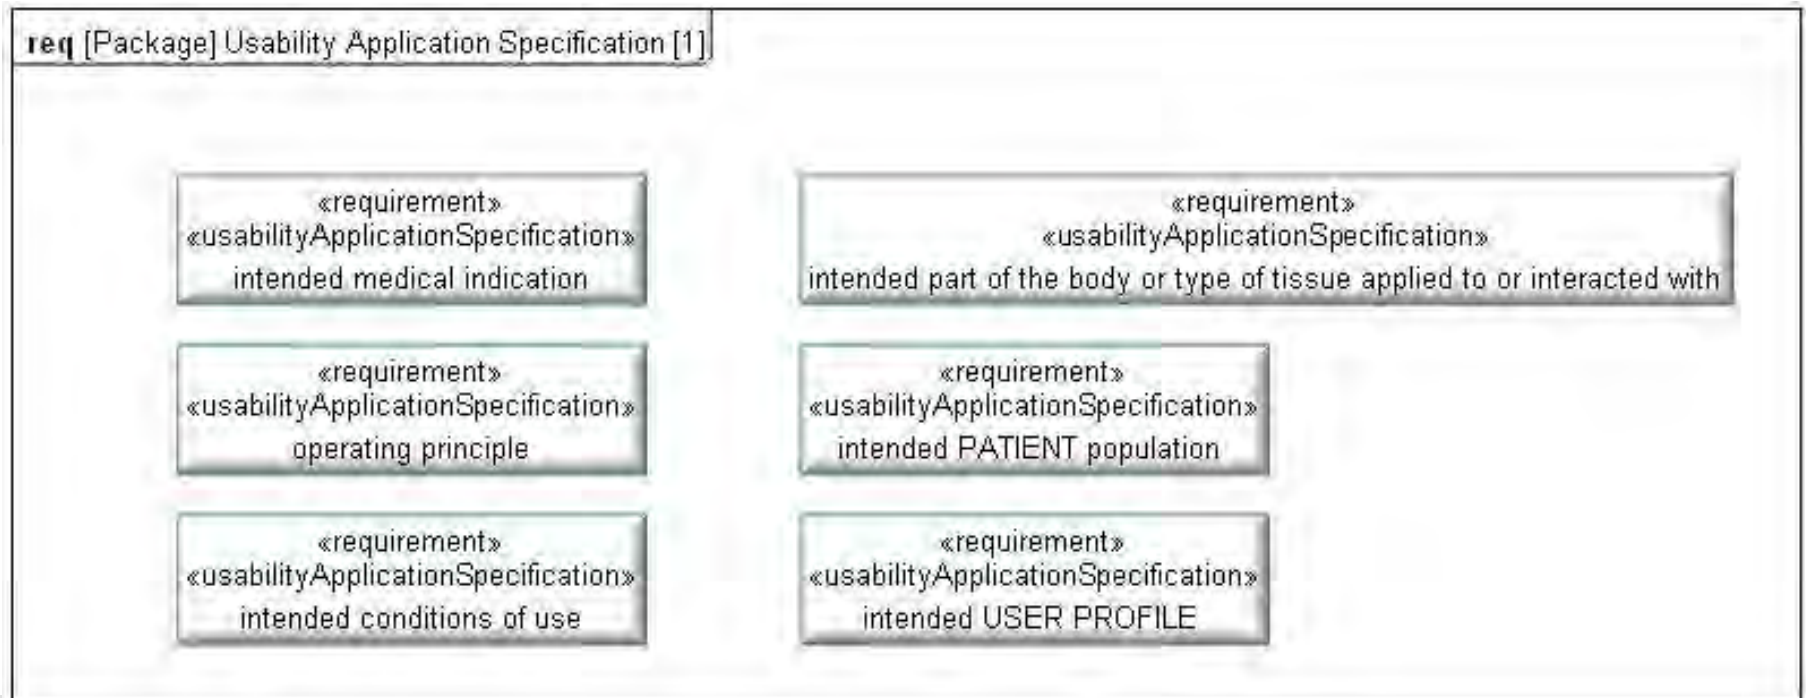 req [Package] Usability Application Specification [1]
«requirement»
«usabilityApplicationSpecification»
intended medical indication
«requirement»
«usabilityApplicationSpecification»
intended part of the body or type of tissue applied to or interacted with
«requirement»
«usabilityApplicationSpecification»
operating principle
«requirement»
«usabilityApplicationSpecification»
intended PATIENT population
«requirement»
«usabilityApplicationSpecification»
intended conditions of use
«requirement»
«usabilityApplicationSpecification»
intended USER PROFILE